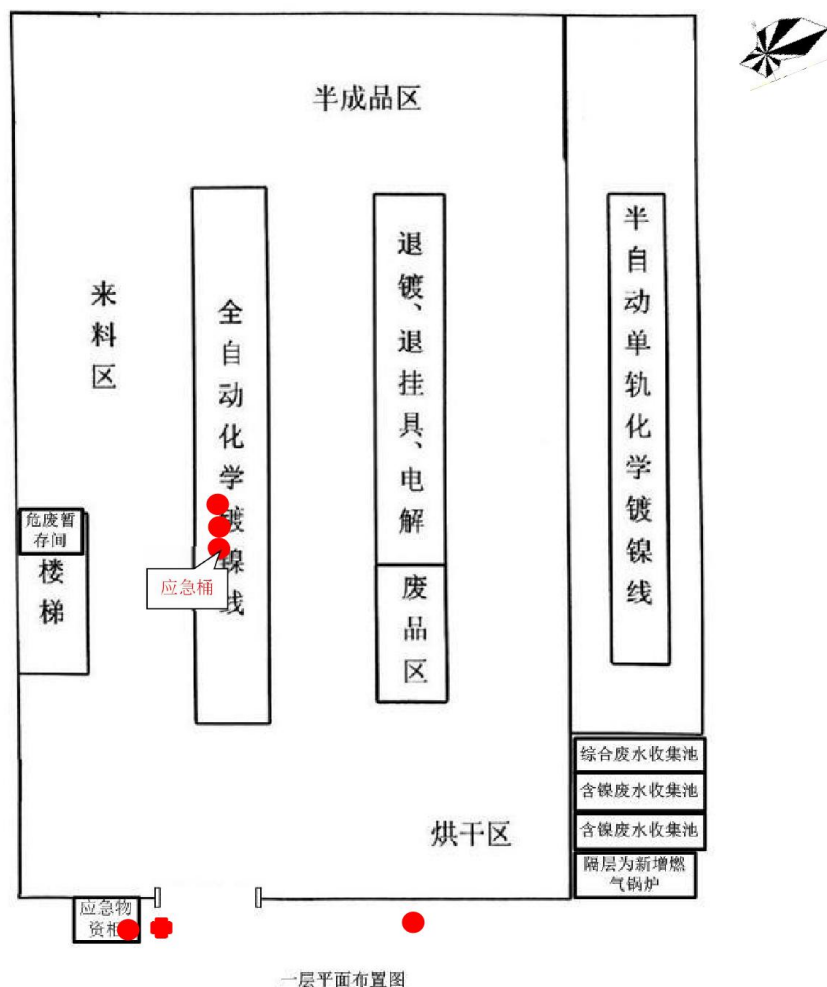 半成品区
来料区
全自动化学镀镍线
退镀、退挂具、电解
半自动单轨化学镀镍线
危废暂
存间
楼梯
应急桶
废品区
综合废水收集池
含镍废水收集池
含镍废水收集池
烘干区
隔层为新增燃
气锅炉
应急物
资柜
一层平面布置图